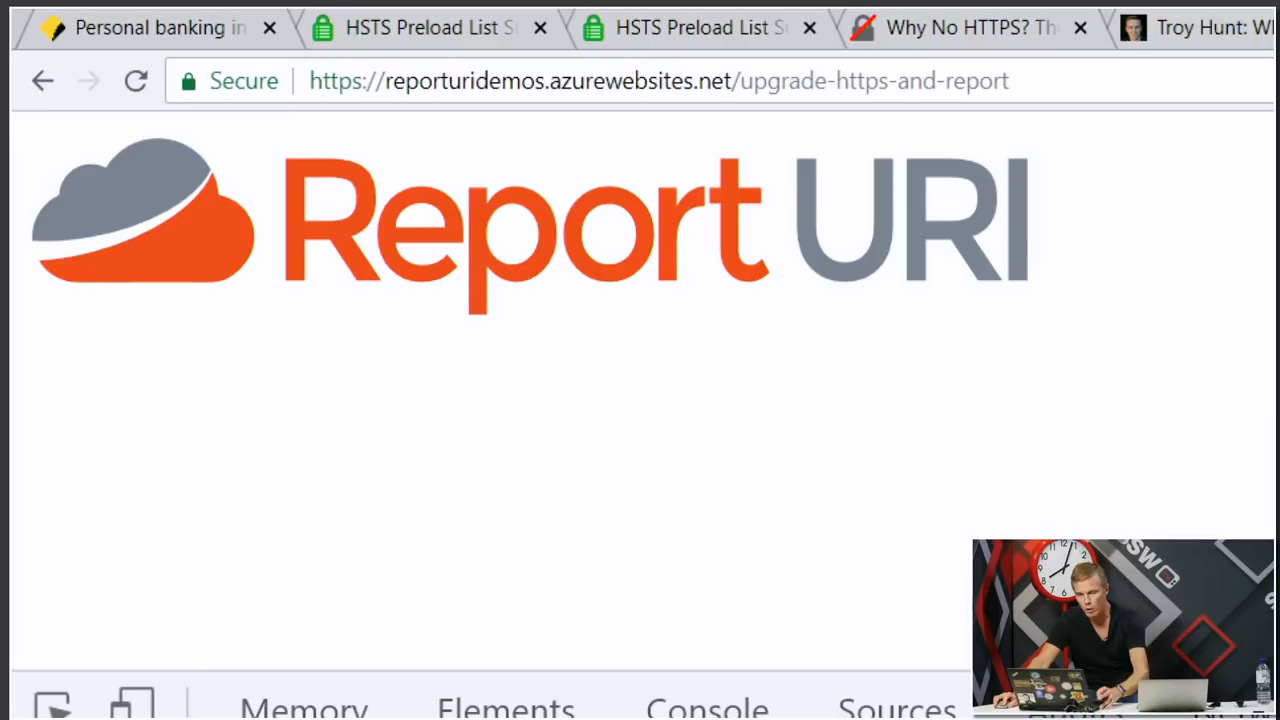 Personal banking in
HSTS Preload List S
HSTS Preload List S
Why No HTTPS? Th
Troy Hunt: W
Secure
https://reporturidemos.azurewebsites.net/upgrade-https-and-report
Report URI
SSW
Memory
Elements
Console
Sources